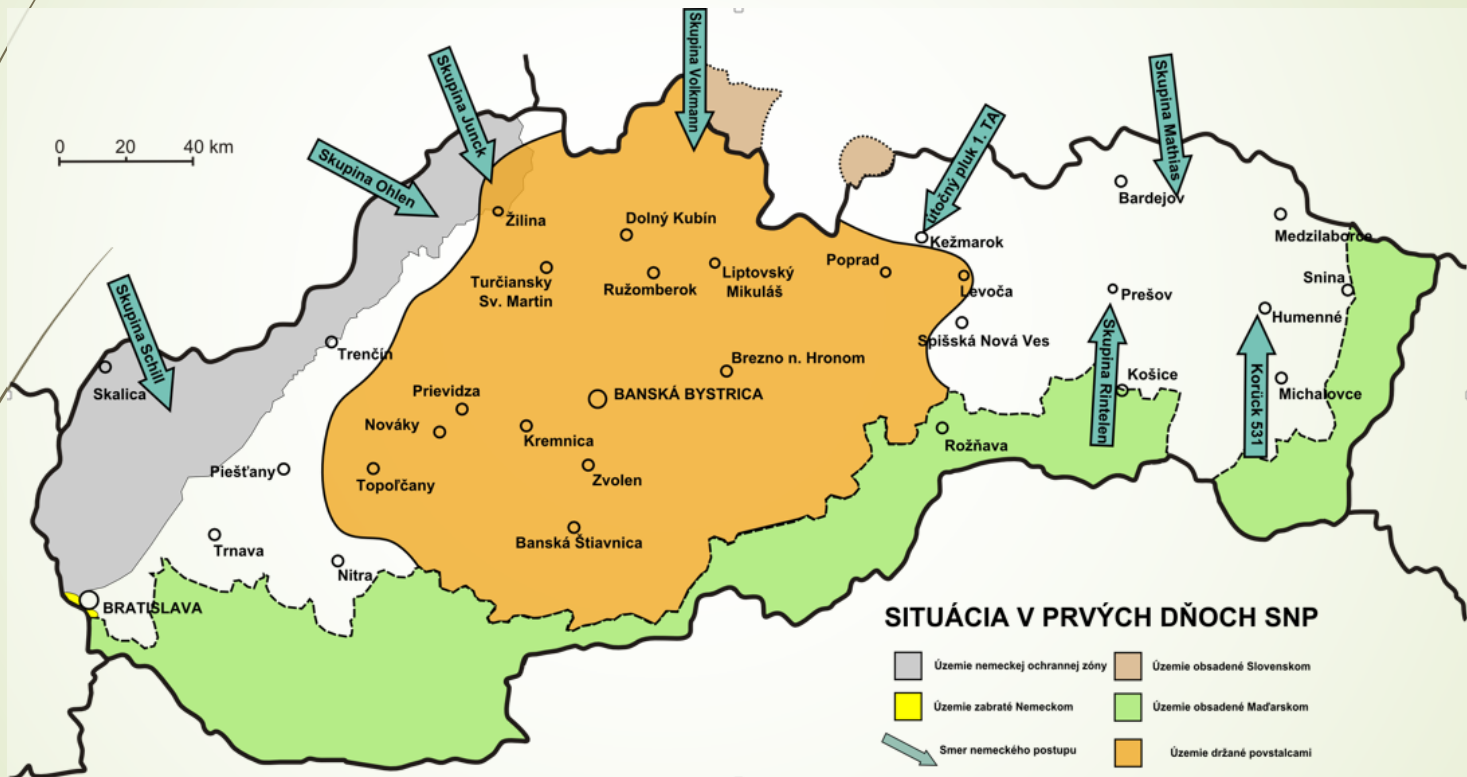 Skupina Volkmann
Skupina Junck
Skupina Ohlen
Skupina Schill
útočný pluk 1. TA
Skupina Mathias
Skupina Rintelen
Korück 531
0 20 40 km
Žilina
Dolný Kubín
Turčiansky
Sv. Martin
Ružomberok
Liptovský
Mikuláš
Poprad
Kežmarok
Levoča
Spišská Nová Ves
Bardejov
Medzilaborce
Snina
Prešov
Humenné
Košice
Michalovce
Rožňava
Trenčín
Skalica
Prievidza
Nováky
BANSKÁ BYSTRICA
Brezno n. Hronom
Kremnica
Piešťany
Topoľčany
Zvolen
Trnava
Banská Štiavnica
Nitra
BRATISLAVA
SITUÁCIA V PRVÝCH DŇOCH SNP
Územie nemeckej ochrannej zóny
Územie obsadené Slovenskom
Územie zabraté Nemeckom
Územie obsadené Maďarskom
Smer nemeckého postupu
Územie držané povstalcami